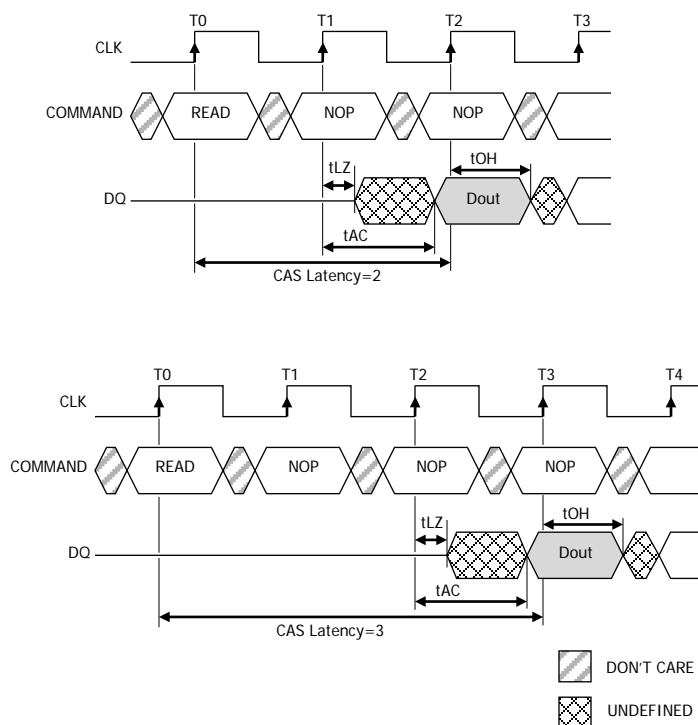 T0 T1 T2 T3
CLK
COMMAND READ NOP NOP
tLZ tOH
DQ Dout
tAC
CAS Latency=2
T0 T1 T2 T3 T4
CLK
COMMAND READ NOP NOP NOP
tLZ tOH
DQ Dout
tAC
CAS Latency=3
DON'T CARE
UNDEFINED